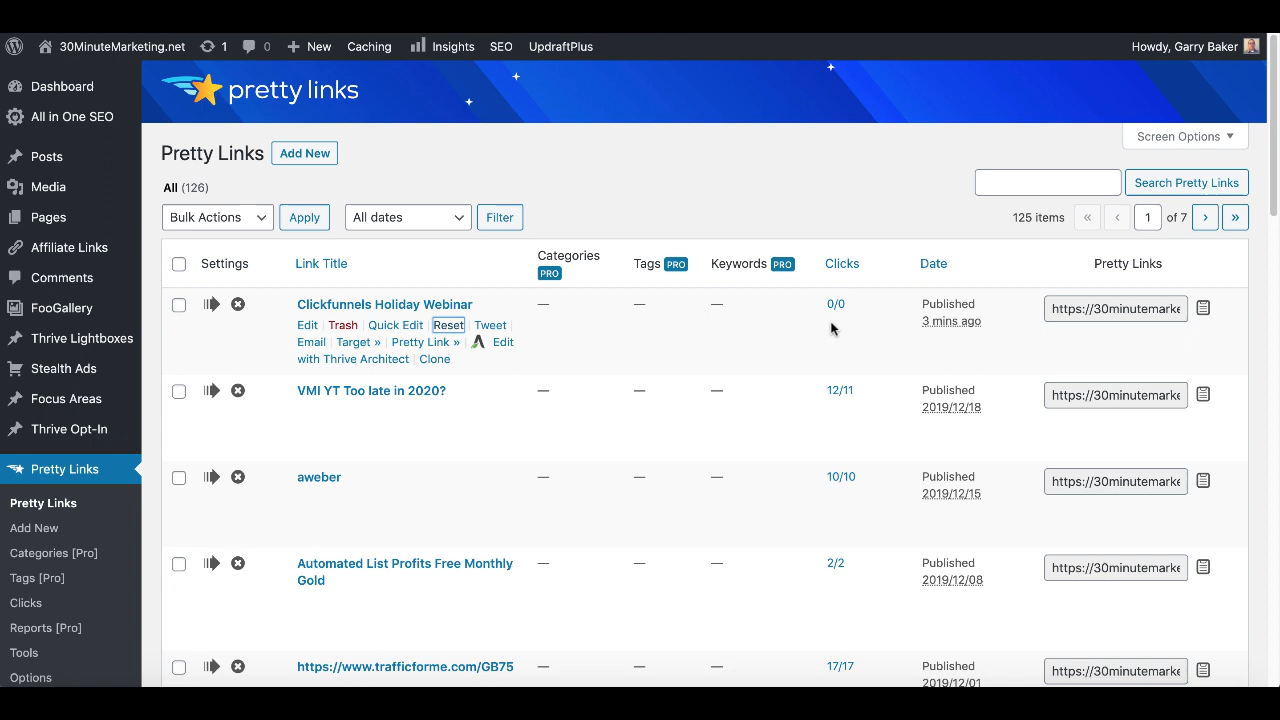 30MinuteMarketing.net 1 0 New Caching Insights SEO UpdraftPlus Howdy, Garry Baker
Dashboard
All in One SEO
Posts
Media
Pages
Affiliate Links
Comments
FooGallery
Thrive Lightboxes
Stealth Ads
Focus Areas
Thrive Opt-In
Pretty Links
Pretty Links
Add New
Categories [Pro]
Tags [Pro]
Clicks
Reports [Pro]
Tools
Options
pretty links
Screen Options ▼
Pretty Links Add New
All (126)
Search Pretty Links
Bulk Actions Apply All dates Filter 125 items « ‹ 1 of 7 › »
Settings Link Title Categories PRO Tags PRO Keywords PRO Clicks Date Pretty Links
Clickfunnels Holiday Webinar — — — 0/0 Published https://30minutemarke
3 mins ago
Edit | Trash | Quick Edit | Reset | Tweet |
Email | Target » | Pretty Link » | Edit
with Thrive Architect | Clone
VMI YT Too late in 2020? — — — 12/11 Published https://30minutemarke
2019/12/18
aweber — — — 10/10 Published https://30minutemarke
2019/12/15
Automated List Profits Free Monthly — — — 2/2 Published https://30minutemarke
Gold 2019/12/08
https://www.trafficforme.com/GB75 — — — 17/17 Published https://30minutemarke
2019/12/01